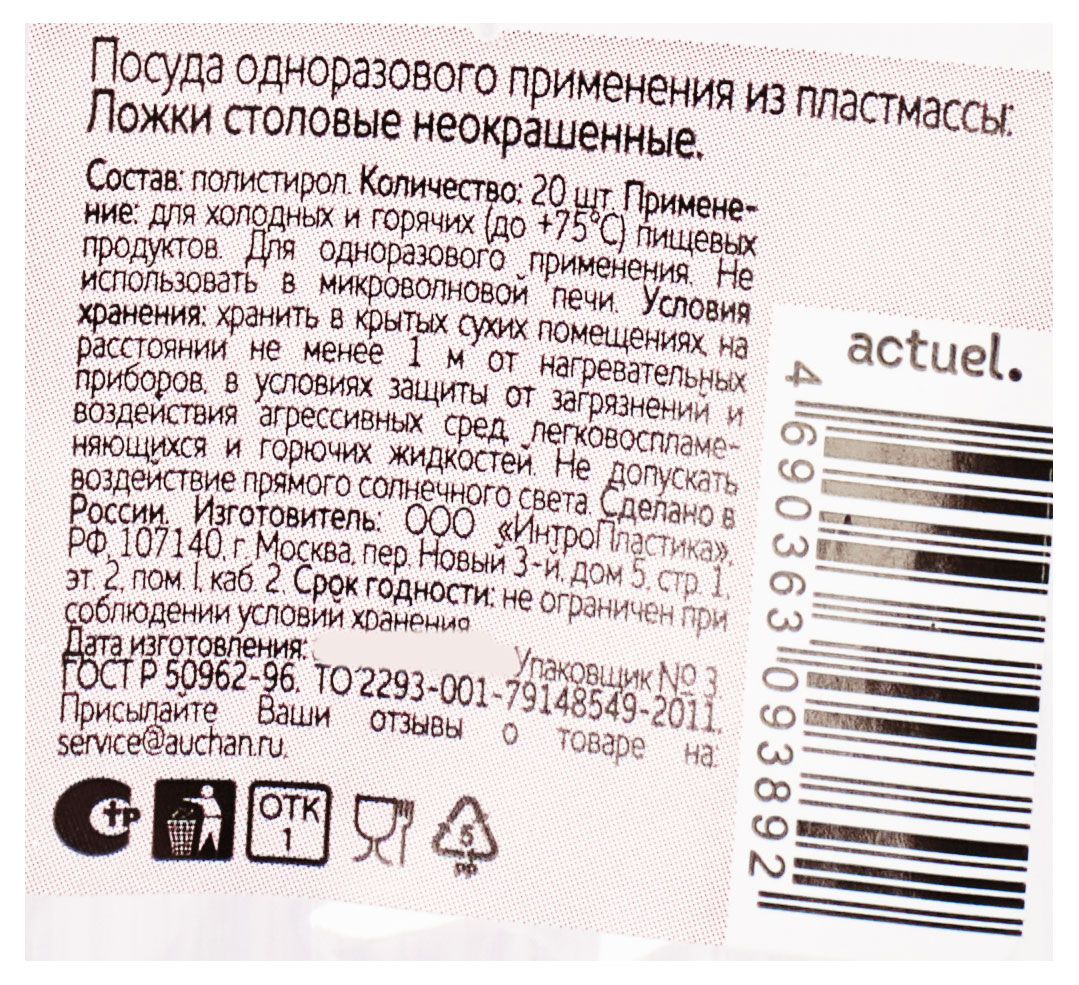 Посуда одноразового применения из пластмассы:
Ложки столовые неокрашенные.
Состав: полистирол. Количество: 20 шт. Примене-
ние: для холодных и горячих (до +75°С) пищевых
продуктов. Для одноразового применения. Не
использовать в микроволновой печи. Условия
хранения: хранить в крытых сухих помещениях, на
расстоянии не менее 1 м от нагревательных
приборов, в условиях защиты от загрязнений и
воздействия агрессивных сред, легковоспламе-
няющихся и горючих жидкостей. Не допускать
воздействие прямого солнечного света. Сделано в
России. Изготовитель: ООО «ИнтроПластика»,
РФ, 107140, г. Москва, пер. Новый 3-й, дом 5, стр. 1,
эт. 2, пом. I, каб. 2. Срок годности: не ограничен при
соблюдении условий хранения
Дата изготовления: Упаковщик № 3
ГОСТ Р 50962-96, ТО 2293-001-79148549-2011.
Присылайте Ваши отзывы о товаре на:
service@auchan.ru.
тр
ОТК
1
5
PP
actuel.
4 690363 093892